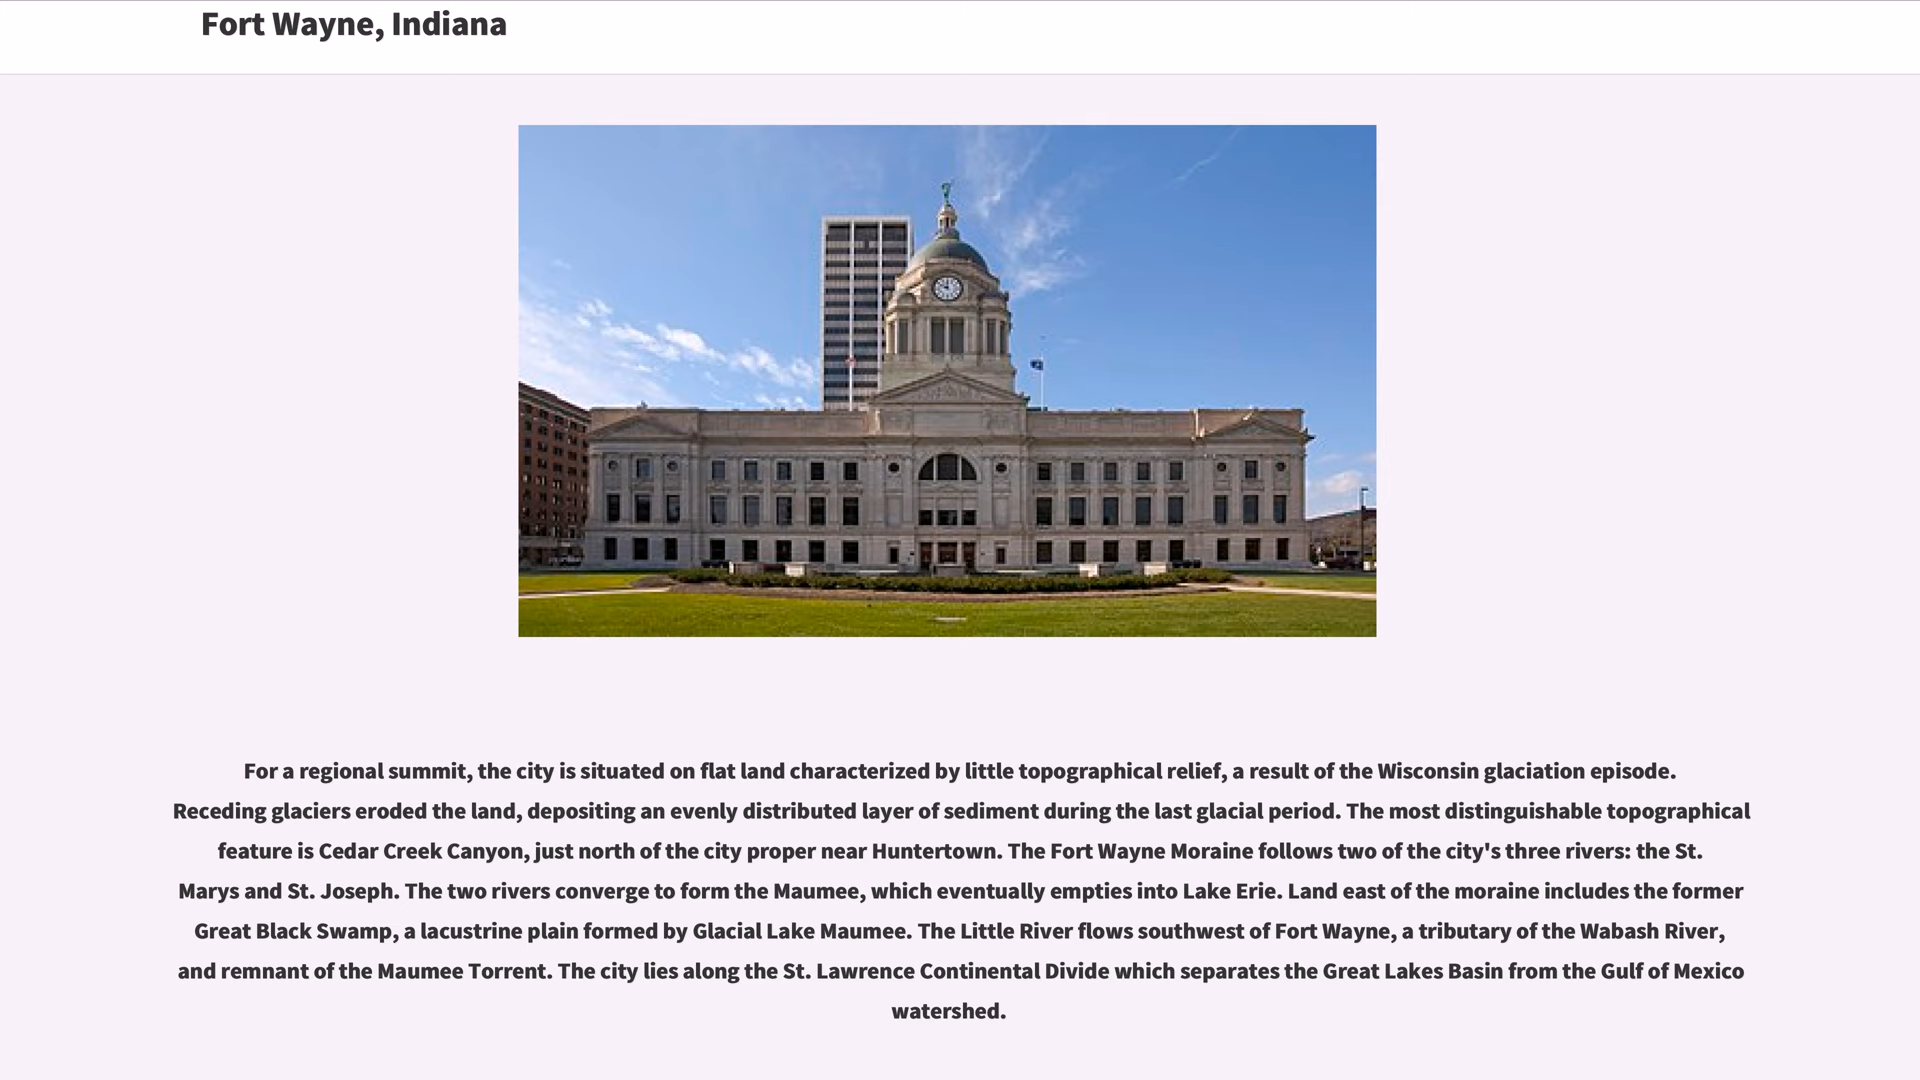 Fort Wayne, Indiana
For a regional summit, the city is situated on flat land characterized by little topographical relief, a result of the Wisconsin glaciation episode.
Receding glaciers eroded the land, depositing an evenly distributed layer of sediment during the last glacial period. The most distinguishable topographical
feature is Cedar Creek Canyon, just north of the city proper near Huntertown. The Fort Wayne Moraine follows two of the city's three rivers: the St.
Marys and St. Joseph. The two rivers converge to form the Maumee, which eventually empties into Lake Erie. Land east of the moraine includes the former
Great Black Swamp, a lacustrine plain formed by Glacial Lake Maumee. The Little River flows southwest of Fort Wayne, a tributary of the Wabash River,
and remnant of the Maumee Torrent. The city lies along the St. Lawrence Continental Divide which separates the Great Lakes Basin from the Gulf of Mexico
watershed.